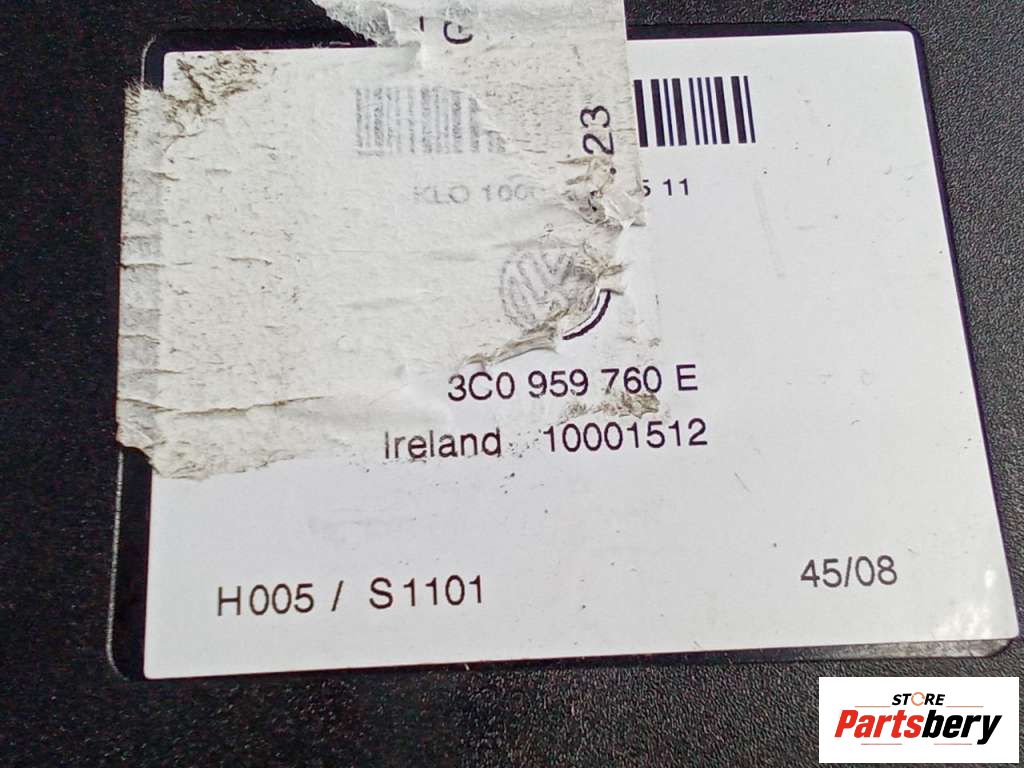 23
KLO 100 5 11
3C0 959 760 E
Ireland 10001512
H005 / S1101
45/08
STORE
Partsbery